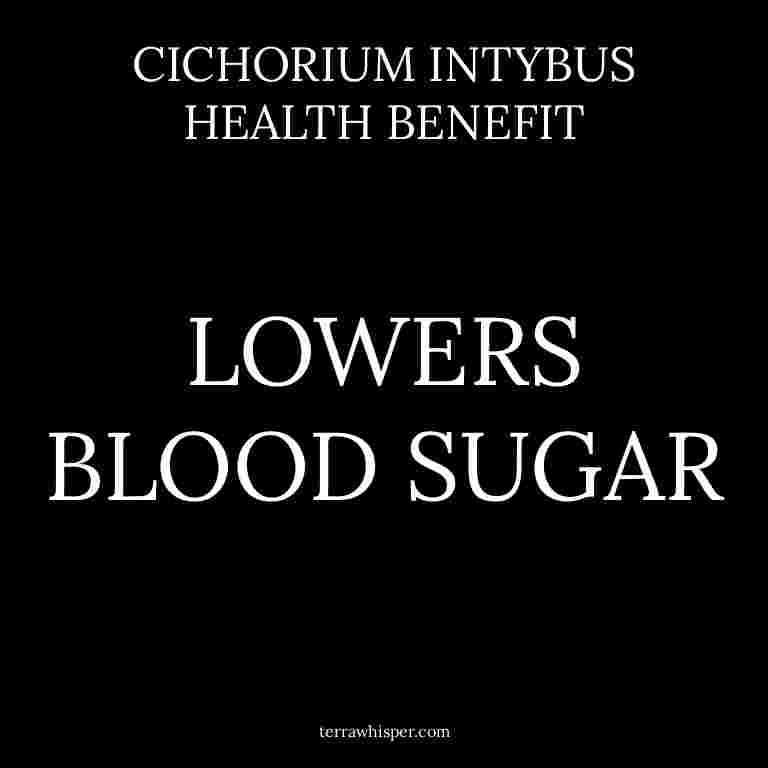 CICHORIUM INTYBUS
HEALTH BENEFIT
LOWERS
BLOOD SUGAR
terrawhisper.com